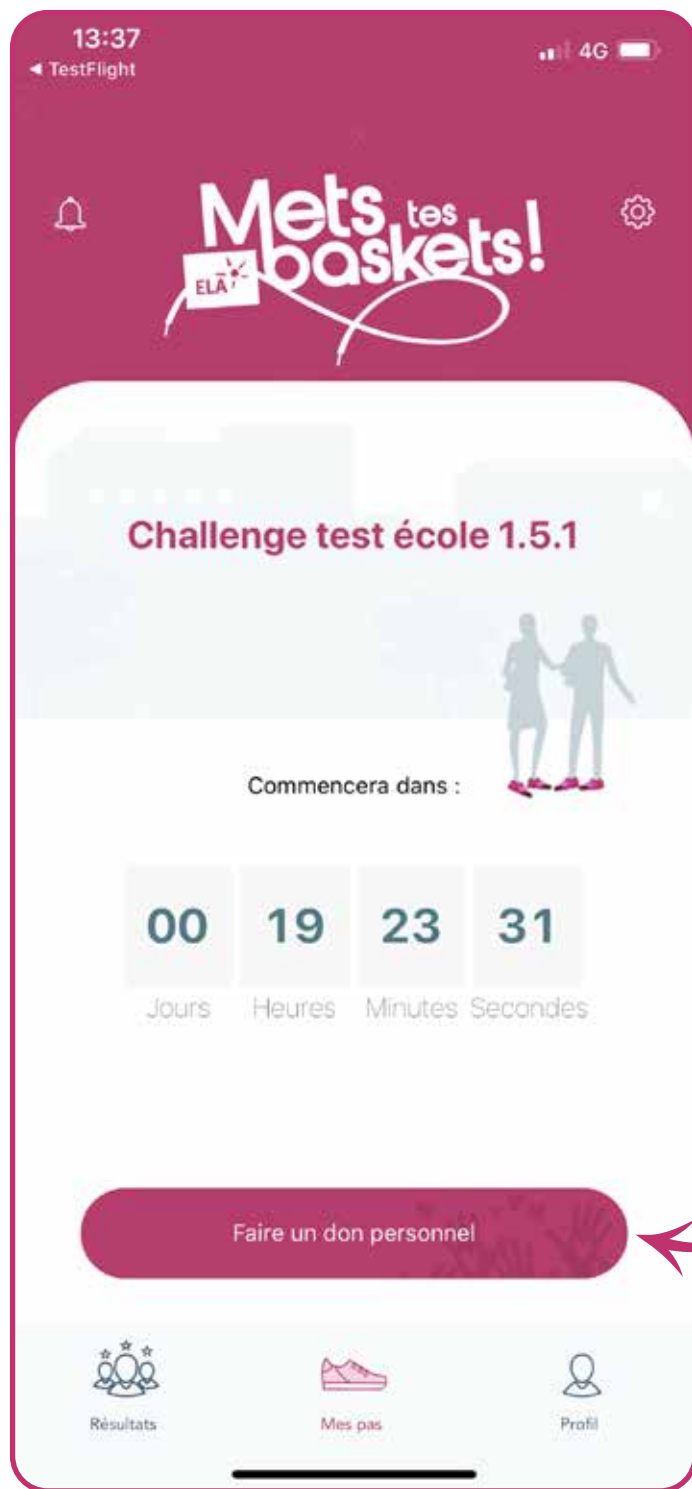 13:37
◀ TestFlight
4G
Mets tes
baskets!
ELA
Challenge test école 1.5.1
Commencera dans :
00 19 23 31
Jours Heures Minutes Secondes
Faire un don personnel
Résultats Mes pas Profil